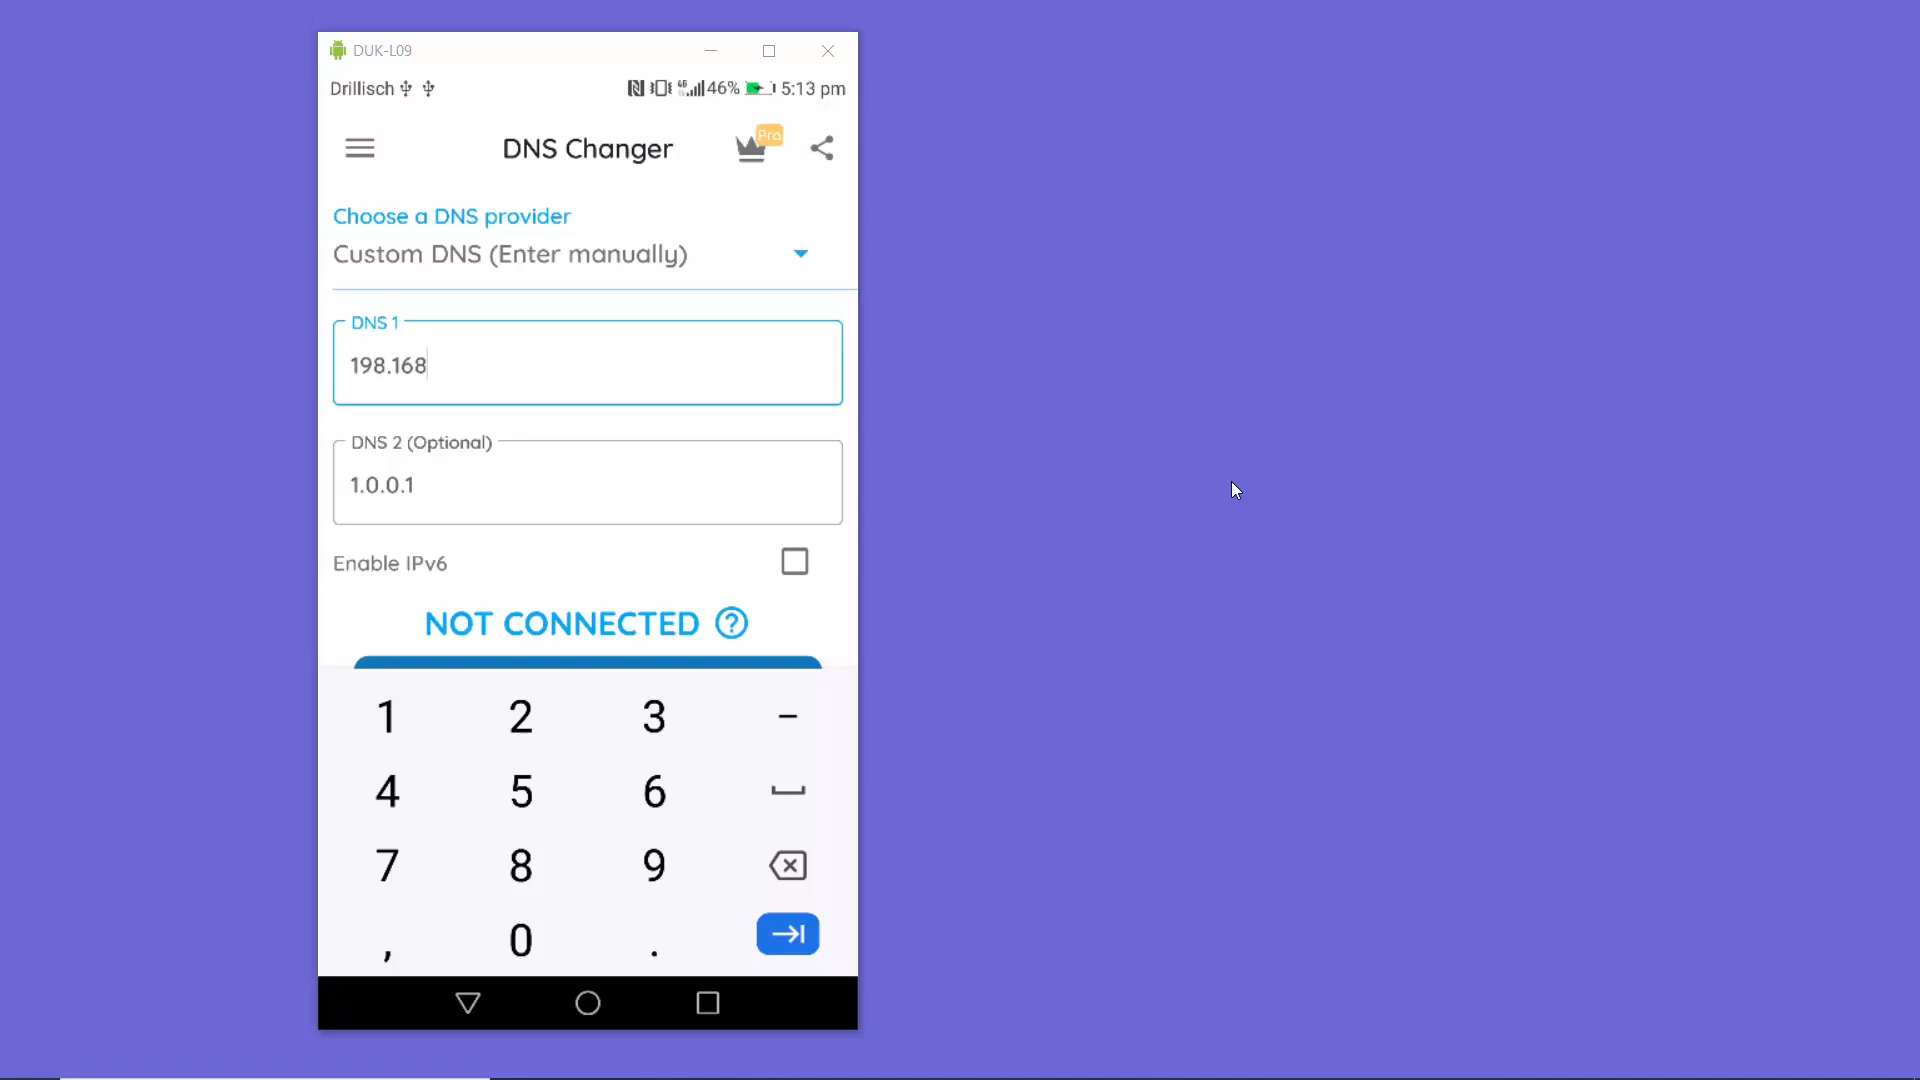 DUK-L09
Drillisch
46% 5:13 pm
DNS Changer
Pro
Choose a DNS provider
Custom DNS (Enter manually)
DNS 1
198.168
DNS 2 (Optional)
1.0.0.1
Enable IPv6
NOT CONNECTED ?
1 2 3 –
4 5 6
7 8 9
, 0 .